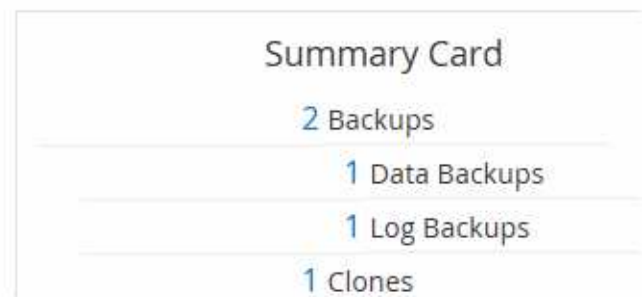 Summary Card
2 Backups
1 Data Backups
1 Log Backups
1 Clones